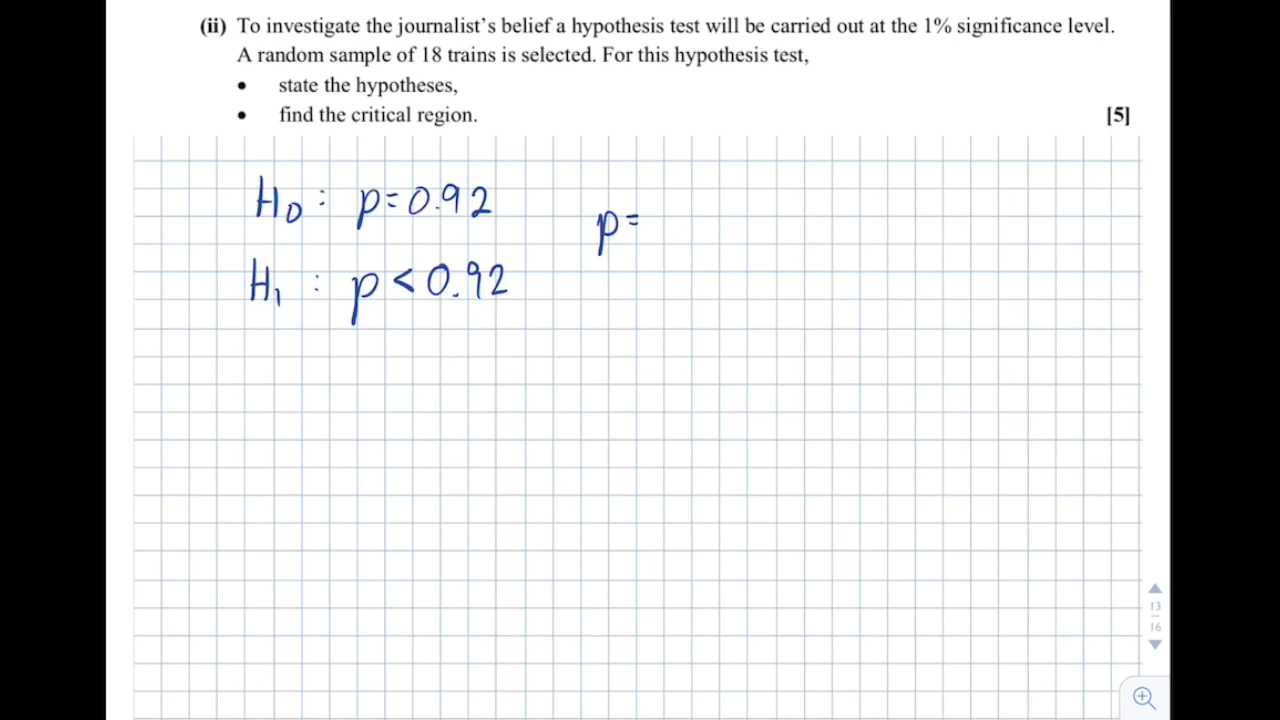 (ii) To investigate the journalist's belief a hypothesis test will be carried out at the 1% significance level.
A random sample of 18 trains is selected. For this hypothesis test,
• state the hypotheses,
• find the critical region. [5]
H₀ : p=0.92
p=
H₁ : p<0.92
13
16